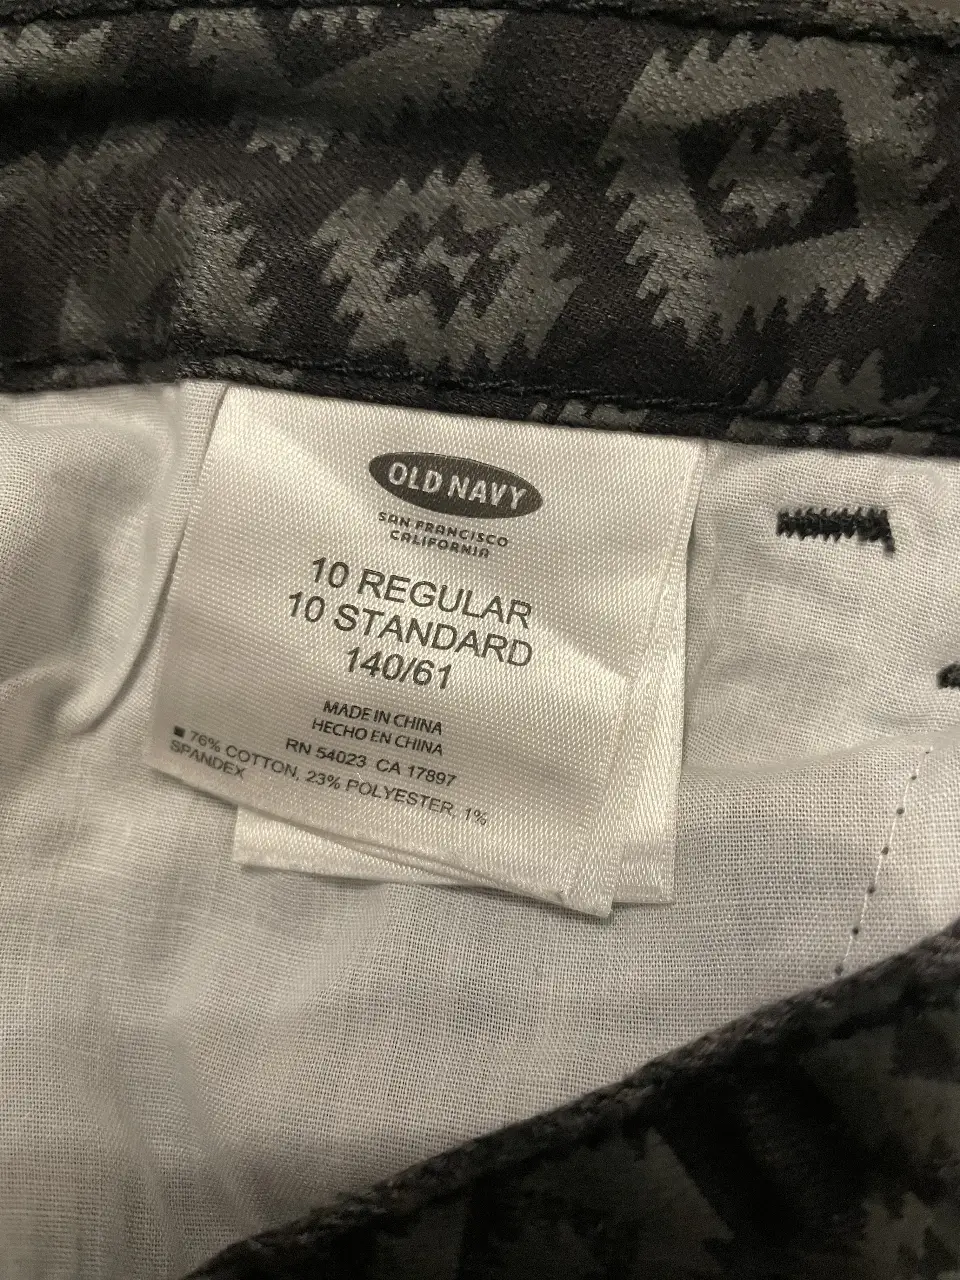 OLD NAVY
SAN FRANCISCO
CALIFORNIA
10 REGULAR
10 STANDARD
140/61
MADE IN CHINA
HECHO EN CHINA
RN 54023 CA 17897
■ 76% COTTON, 23% POLYESTER, 1%
SPANDEX